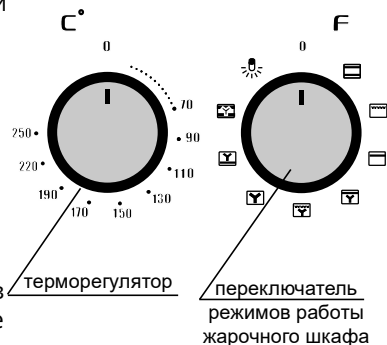 и
C°
F
0
0
70
90
110
130
150
170
190
220
250
в
е
терморегулятор
переключатель
режимов работы
жарочного шкафа